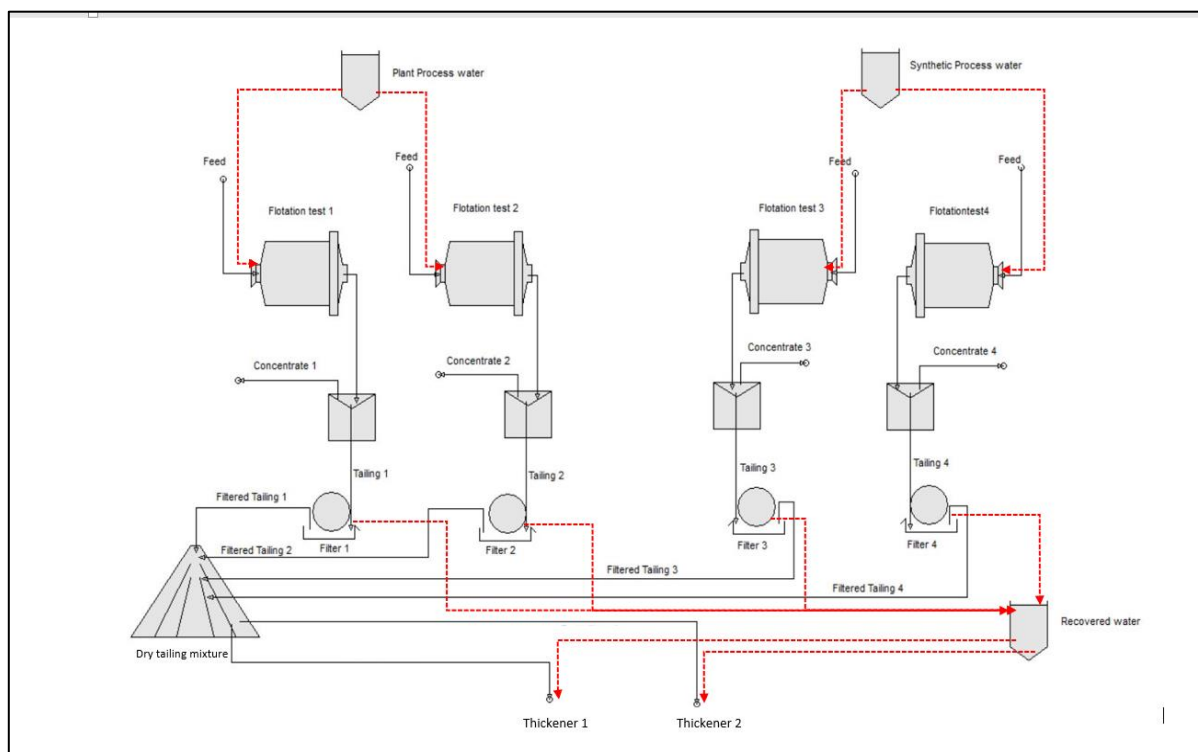 Plant Process water
Synthetic Process water
Feed
Feed
Feed
Feed
Flotation test 1
Flotation test 2
Flotation test 3
Flotationtest4
Concentrate 1
Concentrate 2
Concentrate 3
Concentrate 4
Tailing 1
Tailing 2
Tailing 3
Tailing 4
Filtered Tailing 1
Filter 1
Filter 2
Filter 3
Filter 4
Filtered Tailing 2
Filtered Tailing 3
Filtered Tailing 4
Recovered water
Dry tailing mixture
Thickener 1
Thickener 2